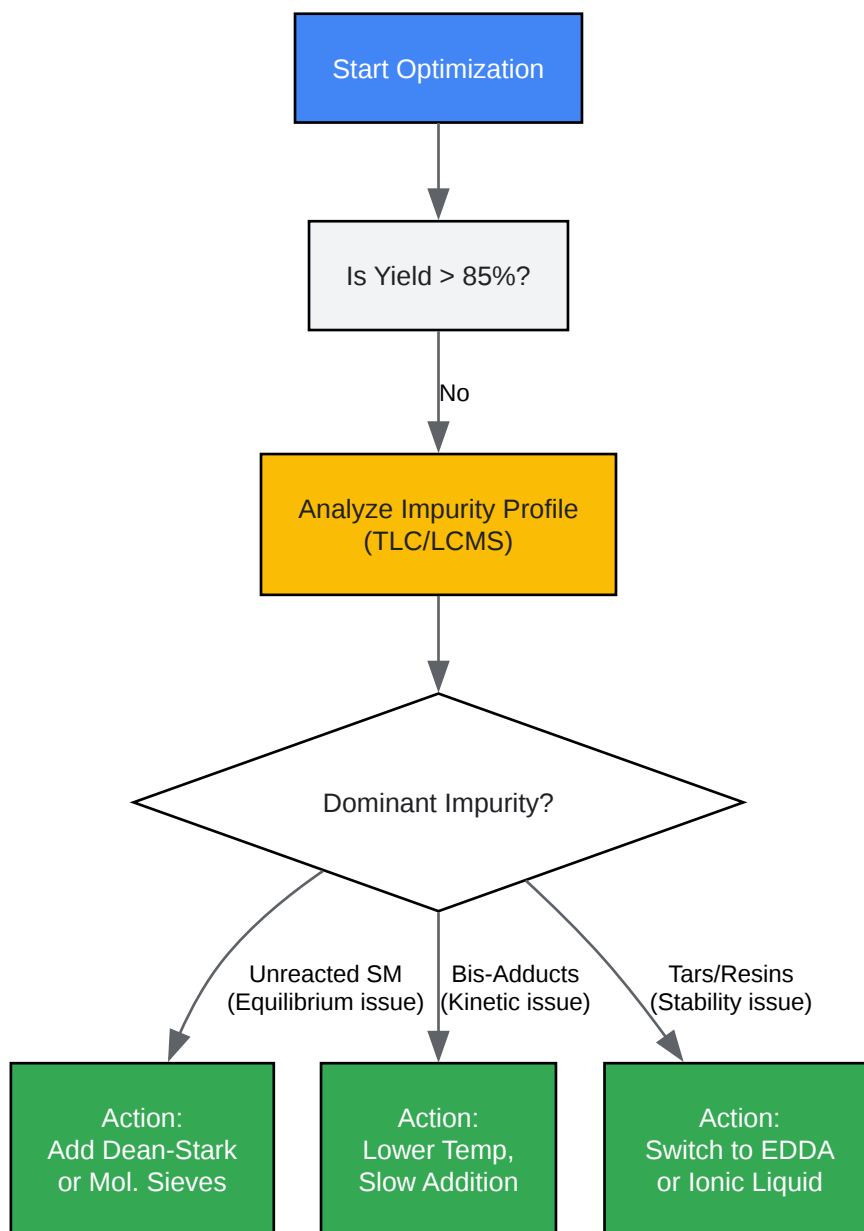 Start Optimization
Is Yield > 85%?
No
Analyze Impurity Profile
(TLC/LCMS)
Dominant Impurity?
Unreacted SM
(Equilibrium issue)
Bis-Adducts
(Kinetic issue)
Tars/Resins
(Stability issue)
Action:
Add Dean-Stark
or Mol. Sieves
Action:
Lower Temp,
Slow Addition
Action:
Switch to EDDA
or Ionic Liquid